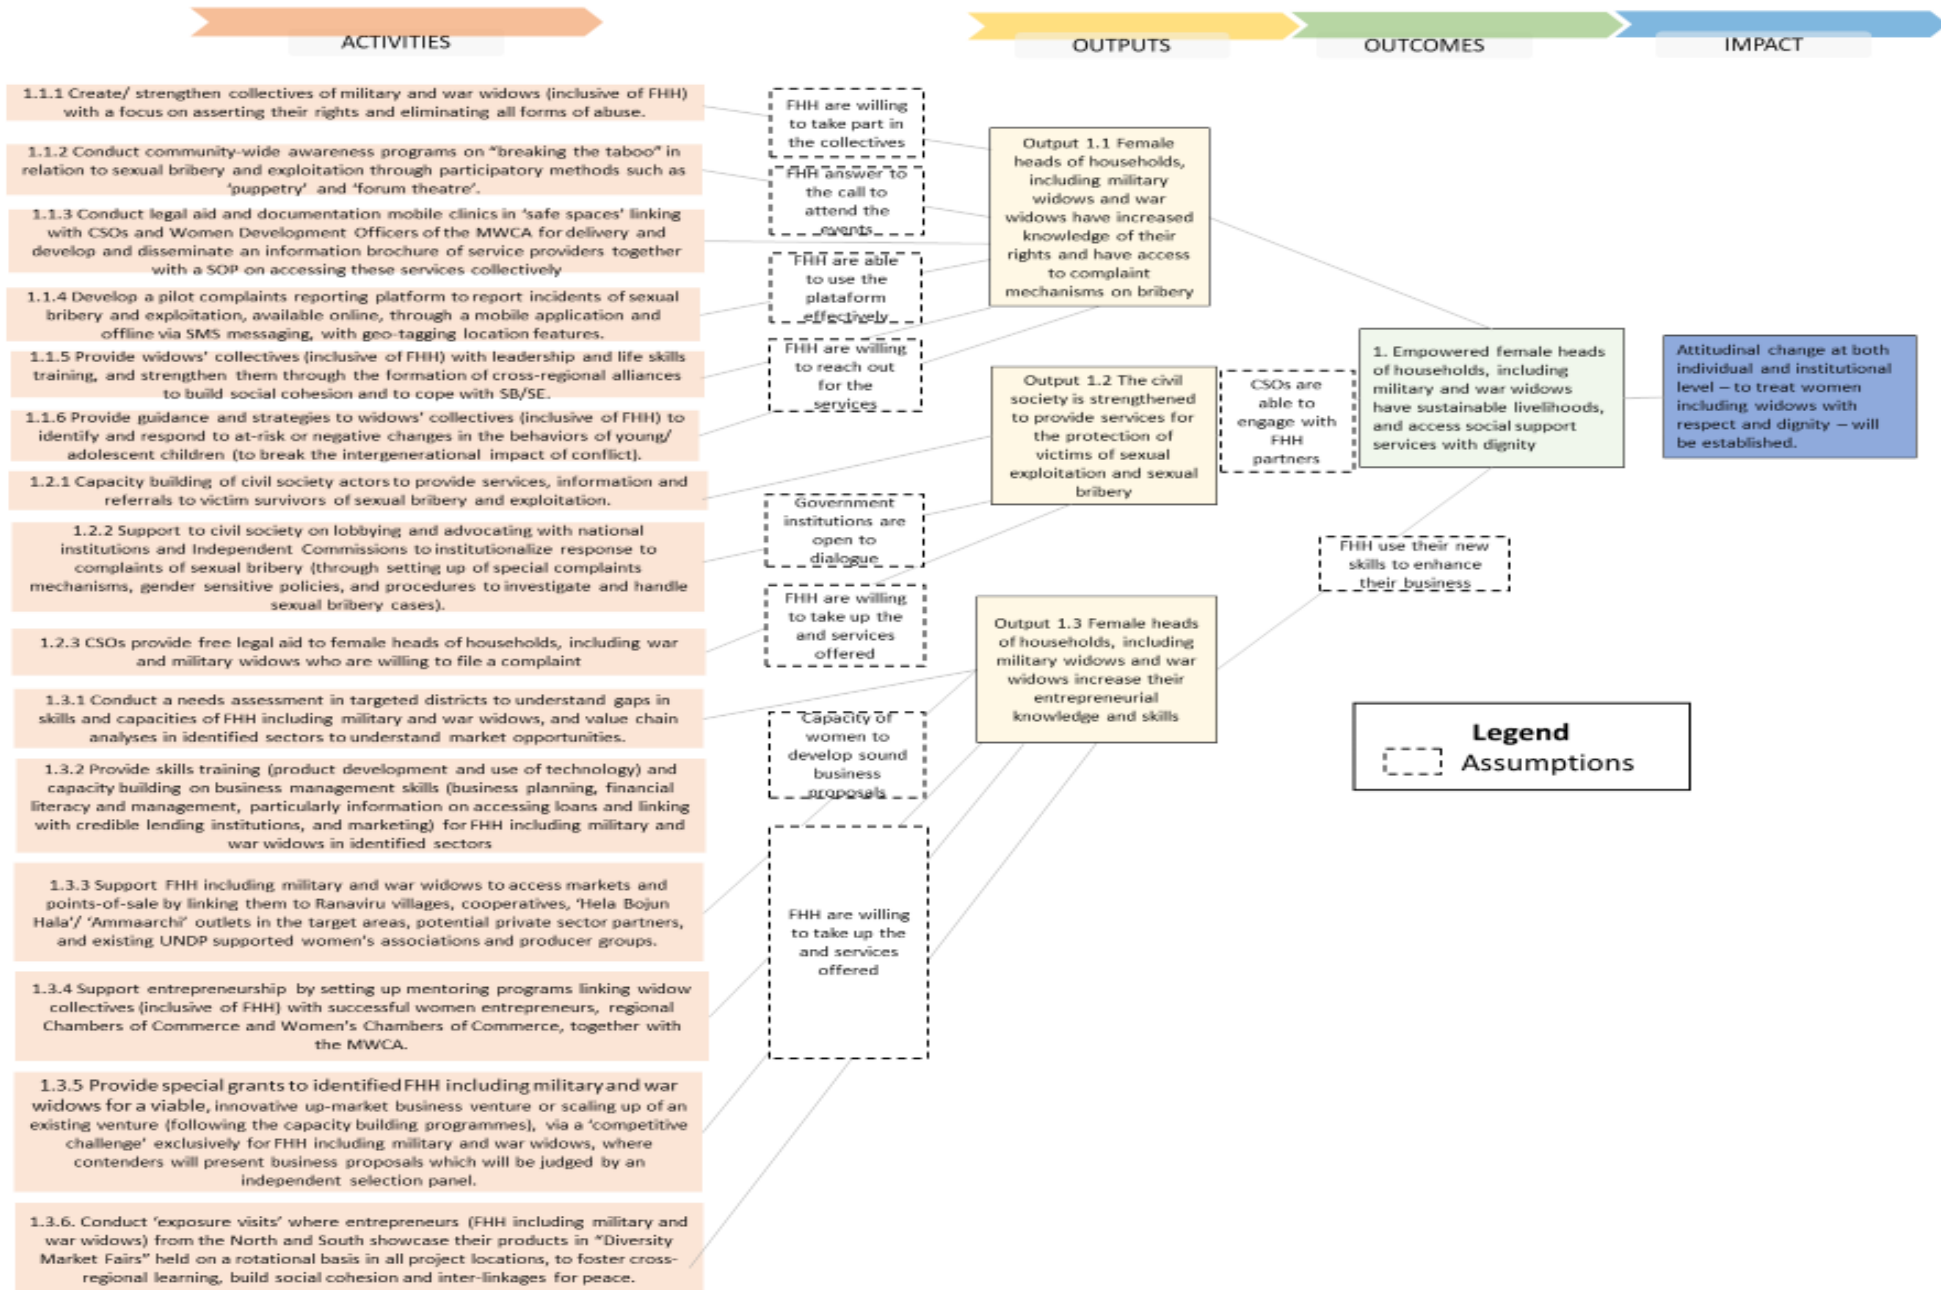 ACTIVITIES
OUTPUTS
OUTCOMES
IMPACT
1.1.1 Create/ strengthen collectives of military and war widows (inclusive of FHH)
with a focus on asserting their rights and eliminating all forms of abuse.
1.1.2 Conduct community-wide awareness programs on “breaking the taboo” in
relation to sexual bribery and exploitation through participatory methods such as
‘puppetry’ and ‘forum theatre’.
1.1.3 Conduct legal aid and documentation mobile clinics in ‘safe spaces’ linking
with CSOs and Women Development Officers of the MWCA for delivery and
develop and disseminate an information brochure of service providers together
with a SOP on accessing these services collectively
1.1.4 Develop a pilot complaints reporting platform to report incidents of sexual
bribery and exploitation, available online, through a mobile application and
offline via SMS messaging, with geo-tagging location features.
1.1.5 Provide widows’ collectives (inclusive of FHH) with leadership and life skills
training, and strengthen them through the formation of cross-regional alliances
to build social cohesion and to cope with SB/SE.
1.1.6 Provide guidance and strategies to widows’ collectives (inclusive of FHH) to
identify and respond to at-risk or negative changes in the behaviors of young/
adolescent children (to break the intergenerational impact of conflict).
1.2.1 Capacity building of civil society actors to provide services, information and
referrals to victim survivors of sexual bribery and exploitation.
1.2.2 Support to civil society on lobbying and advocating with national
institutions and Independent Commissions to institutionalize response to
complaints of sexual bribery (through setting up of special complaints
mechanisms, gender sensitive policies, and procedures to investigate and handle
sexual bribery cases).
1.2.3 CSOs provide free legal aid to female heads of households, including war
and military widows who are willing to file a complaint
1.3.1 Conduct a needs assessment in targeted districts to understand gaps in
skills and capacities of FHH including military and war widows, and value chain
analyses in identified sectors to understand market opportunities.
1.3.2 Provide skills training (product development and use of technology) and
capacity building on business management skills (business planning, financial
literacy and management, particularly information on accessing loans and linking
with credible lending institutions, and marketing) for FHH including military and
war widows in identified sectors
1.3.3 Support FHH including military and war widows to access markets and
points-of-sale by linking them to Ranaviru villages, cooperatives, ‘Hela Bojun
Hala’/ ‘Ammaarchi’ outlets in the target areas, potential private sector partners,
and existing UNDP supported women’s associations and producer groups.
1.3.4 Support entrepreneurship by setting up mentoring programs linking widow
collectives (inclusive of FHH) with successful women entrepreneurs, regional
Chambers of Commerce and Women’s Chambers of Commerce, together with
the MWCA.
1.3.5 Provide special grants to identified FHH including military and war
widows for a viable, innovative up-market business venture or scaling up of an
existing venture (following the capacity building programmes), via a ‘competitive
challenge’ exclusively for FHH including military and war widows, where
contenders will present business proposals which will be judged by an
independent selection panel.
1.3.6. Conduct ‘exposure visits’ where entrepreneurs (FHH including military and
war widows) from the North and South showcase their products in “Diversity
Market Fairs” held on a rotational basis in all project locations, to foster cross-
regional learning, build social cohesion and inter-linkages for peace.
FHH are willing
to take part in
the collectives
FHH answer to
the call to
attend the
events
FHH are able
to use the
plataform
effectively
FHH are willing
to reach out
for the
services
Government
institutions are
open to
dialogue
FHH are willing
to take up the
and services
offered
Capacity of
women to
develop sound
business
proposals
FHH are willing
to take up the
and services
offered
Output 1.1 Female
heads of households,
including military
widows and war
widows have increased
knowledge of their
rights and have access
to complaint
mechanisms on bribery
Output 1.2 The civil
society is strengthened
to provide services for
the protection of
victims of sexual
exploitation and sexual
bribery
Output 1.3 Female heads
of households, including
military widows and war
widows increase their
entrepreneurial
knowledge and skills
CSOs are
able to
engage with
FHH
partners
1. Empowered female heads
of households, including
military and war widows
have sustainable livelihoods,
and access social support
services with dignity
FHH use their new
skills to enhance
their business
Attitudinal change at both
individual and institutional
level – to treat women
including widows with
respect and dignity – will
be established.
Legend
Assumptions